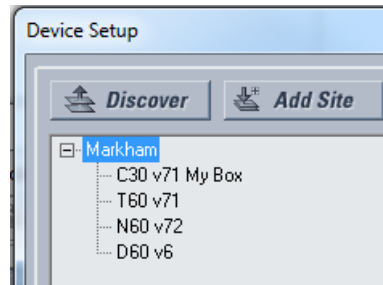 Device Setup
Discover Add Site
Markham
C30 v71 My Box
T60 v71
N60 v72
D60 v6